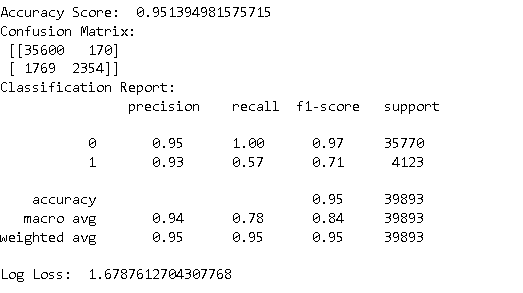 Accuracy Score:  0.951394981575715
Confusion Matrix:
 [[35600   170]
 [ 1769  2354]]
Classification Report:
              precision    recall  f1-score   support

           0       0.95      1.00      0.97     35770
           1       0.93      0.57      0.71      4123

    accuracy                           0.95     39893
   macro avg       0.94      0.78      0.84     39893
weighted avg       0.95      0.95      0.95     39893

Log Loss:  1.6787612704307768